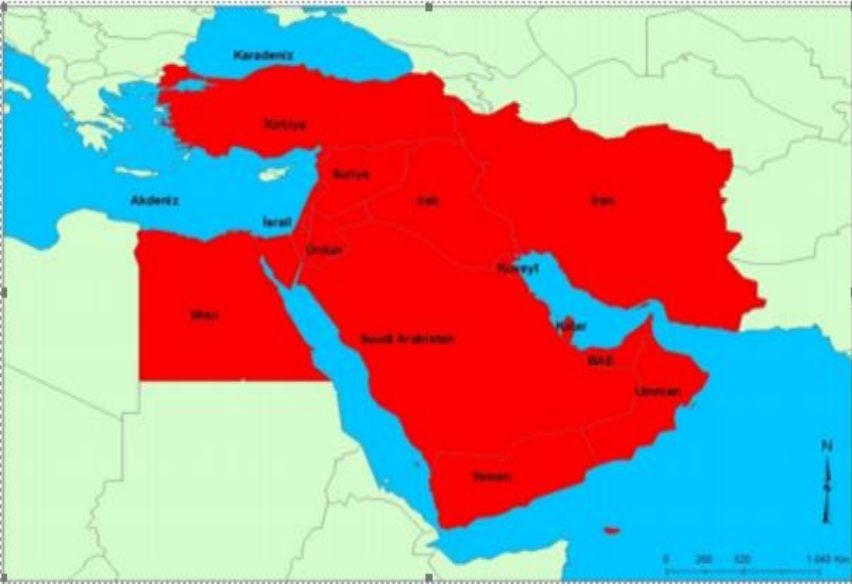 Karadeniz
Türkiye
Suriye
Akdeniz
Irak
İran
İsrail
Ürdün
Kuveyt
Mısır
Katar
Suudi Arabistan
BAE
Umman
Yemen
N
0 260 520 1 040 Km